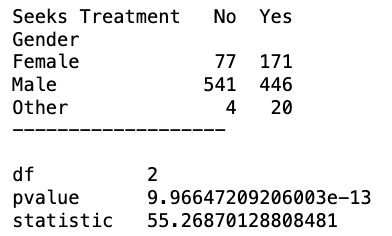 Seeks Treatment No Yes
Gender
Female 77 171
Male 541 446
Other 4 20
-------------------
df 2
pvalue 9.96647209206003e-13
statistic 55.26870128808481